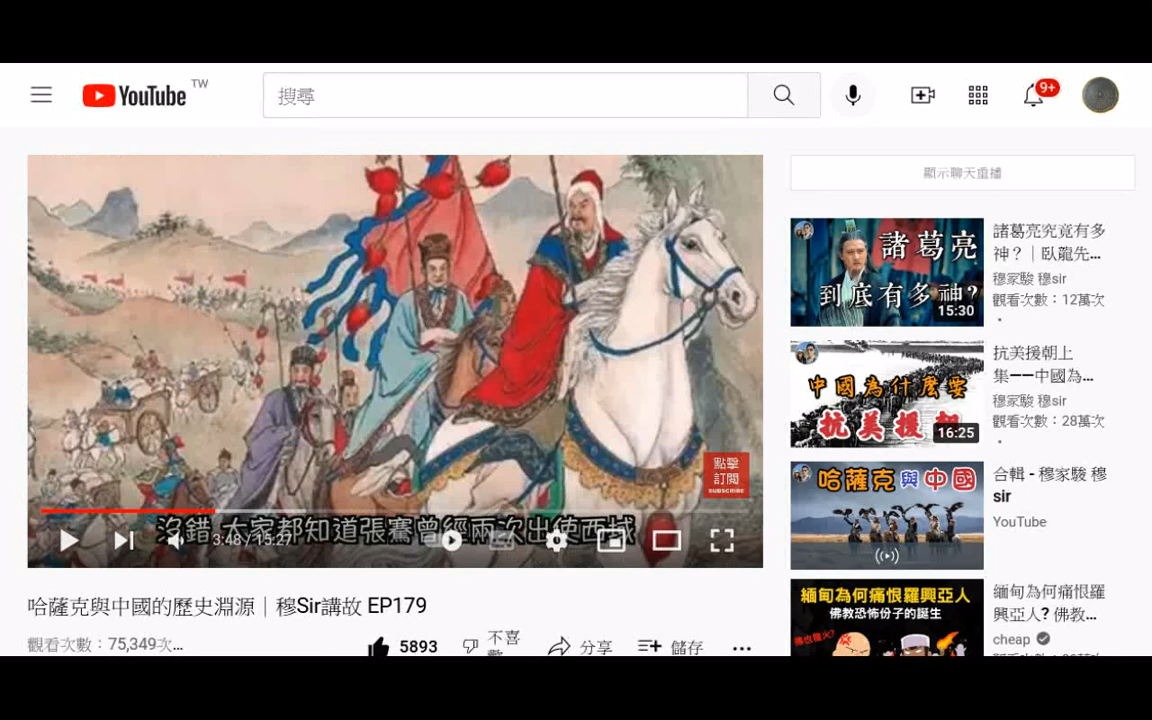 YouTube TW
搜尋
9+
點擊
訂閱
SUBSCRIBE
沒錯 大家都知道張騫曾經兩次出使西域
3:48 / 15:27
哈薩克與中國的歷史淵源｜穆Sir講故 EP179
觀看次數：75,349次...
5893
不喜
歡
分享
儲存
顯示聊天重播
諸葛亮
到底有多神?
15:30
諸葛亮究竟有多
神？｜臥龍先...
穆家駿 穆sir
觀看次數：12萬次
中國為什麼要
抗美援朝
16:25
抗美援朝上
集——中國為...
穆家駿 穆sir
觀看次數：28萬次
哈薩克與中國
合輯 - 穆家駿 穆
sir
YouTube
緬甸為何痛恨羅興亞人
佛教恐怖份子的誕生
緬甸為何痛恨羅
興亞人? 佛教...
cheap